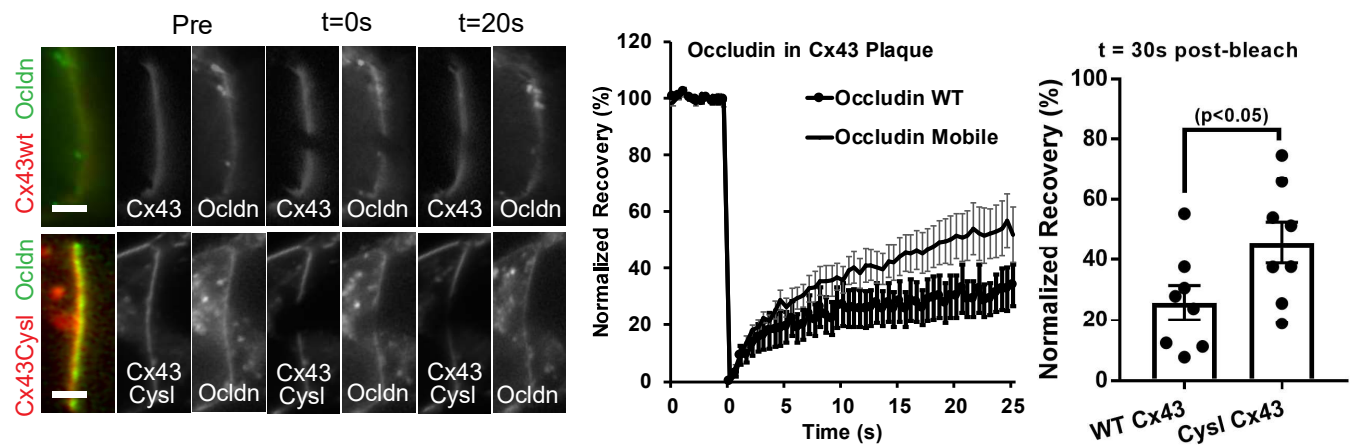 Pre
t=0s
t=20s
Cx43wt Ocldn
Cx43
Ocldn
Cx43
Ocldn
Cx43
Ocldn
Cx43Cysl Ocldn
Cx43
Cysl
Ocldn
Cx43
Cysl
Ocldn
Cx43
Cysl
Ocldn
Occludin in Cx43 Plaque
Occludin WT
Occludin Mobile
Normalized Recovery (%)
120
100
80
60
40
20
0
0 0 5 10 15 20 25
Time (s)
t = 30s post-bleach
(p<0.05)
Normalized Recovery (%)
100
80
60
40
20
0
WT Cx43
Cysl Cx43